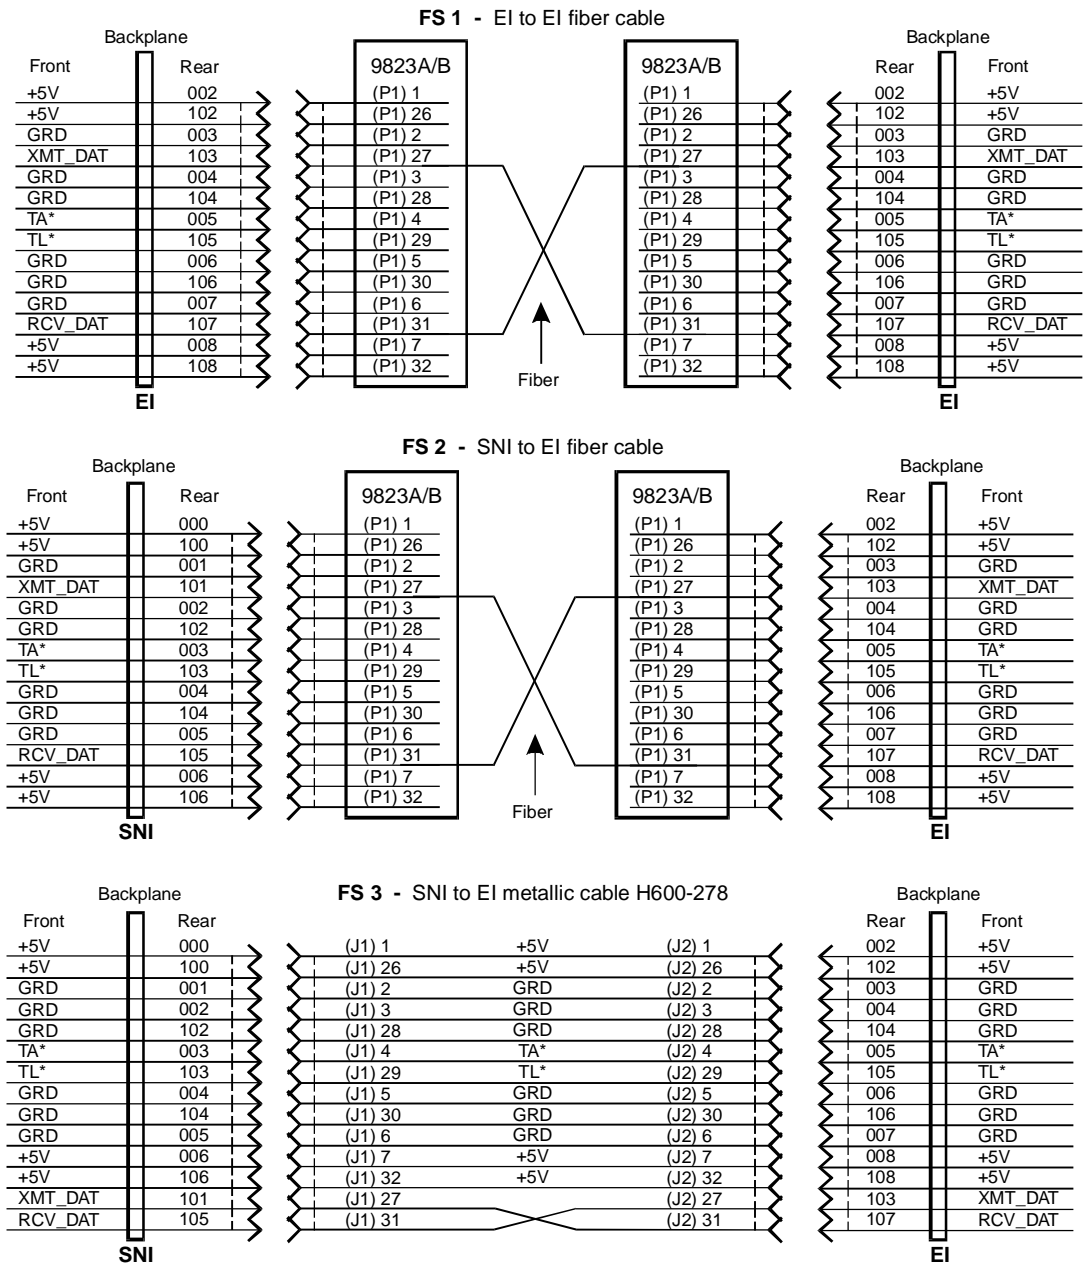 FS 1 - EI to EI fiber cable
Backplane Backplane
Front Rear 9823A/B 9823A/B Rear Front
+5V 002 (P1) 1 (P1) 1 002 +5V
+5V 102 (P1) 26 (P1) 26 102 +5V
GRD 003 (P1) 2 (P1) 2 003 GRD
XMT_DAT 103 (P1) 27 (P1) 27 103 XMT_DAT
GRD 004 (P1) 3 (P1) 3 004 GRD
GRD 104 (P1) 28 (P1) 28 104 GRD
TA* 005 (P1) 4 (P1) 4 005 TA*
TL* 105 (P1) 29 (P1) 29 105 TL*
GRD 006 (P1) 5 (P1) 5 006 GRD
GRD 106 (P1) 30 (P1) 30 106 GRD
GRD 007 (P1) 6 (P1) 6 007 GRD
RCV_DAT 107 (P1) 31 (P1) 31 107 RCV_DAT
+5V 008 (P1) 7 (P1) 7 008 +5V
+5V 108 (P1) 32 (P1) 32 108 +5V
Fiber
EI EI
FS 2 - SNI to EI fiber cable
Backplane Backplane
Front Rear 9823A/B 9823A/B Rear Front
+5V 000 (P1) 1 (P1) 1 002 +5V
+5V 100 (P1) 26 (P1) 26 102 +5V
GRD 001 (P1) 2 (P1) 2 003 GRD
XMT_DAT 101 (P1) 27 (P1) 27 103 XMT_DAT
GRD 002 (P1) 3 (P1) 3 004 GRD
GRD 102 (P1) 28 (P1) 28 104 GRD
TA* 003 (P1) 4 (P1) 4 005 TA*
TL* 103 (P1) 29 (P1) 29 105 TL*
GRD 004 (P1) 5 (P1) 5 006 GRD
GRD 104 (P1) 30 (P1) 30 106 GRD
GRD 005 (P1) 6 (P1) 6 007 GRD
RCV_DAT 105 (P1) 31 (P1) 31 107 RCV_DAT
+5V 006 (P1) 7 (P1) 7 008 +5V
+5V 106 (P1) 32 (P1) 32 108 +5V
Fiber
SNI EI
FS 3 - SNI to EI metallic cable H600-278
Backplane Backplane
Front Rear Rear Front
+5V 000 (J1) 1 +5V (J2) 1 002 +5V
+5V 100 (J1) 26 +5V (J2) 26 102 +5V
GRD 001 (J1) 2 GRD (J2) 2 003 GRD
GRD 002 (J1) 3 GRD (J2) 3 004 GRD
GRD 102 (J1) 28 GRD (J2) 28 104 GRD
TA* 003 (J1) 4 TA* (J2) 4 005 TA*
TL* 103 (J1) 29 TL* (J2) 29 105 TL*
GRD 004 (J1) 5 GRD (J2) 5 006 GRD
GRD 104 (J1) 30 GRD (J2) 30 106 GRD
GRD 005 (J1) 6 GRD (J2) 6 007 GRD
+5V 006 (J1) 7 +5V (J2) 7 008 +5V
+5V 106 (J1) 32 +5V (J2) 32 108 +5V
XMT_DAT 101 (J1) 27 (J2) 27 103 XMT_DAT
RCV_DAT 105 (J1) 31 (J2) 31 107 RCV_DAT
SNI EI